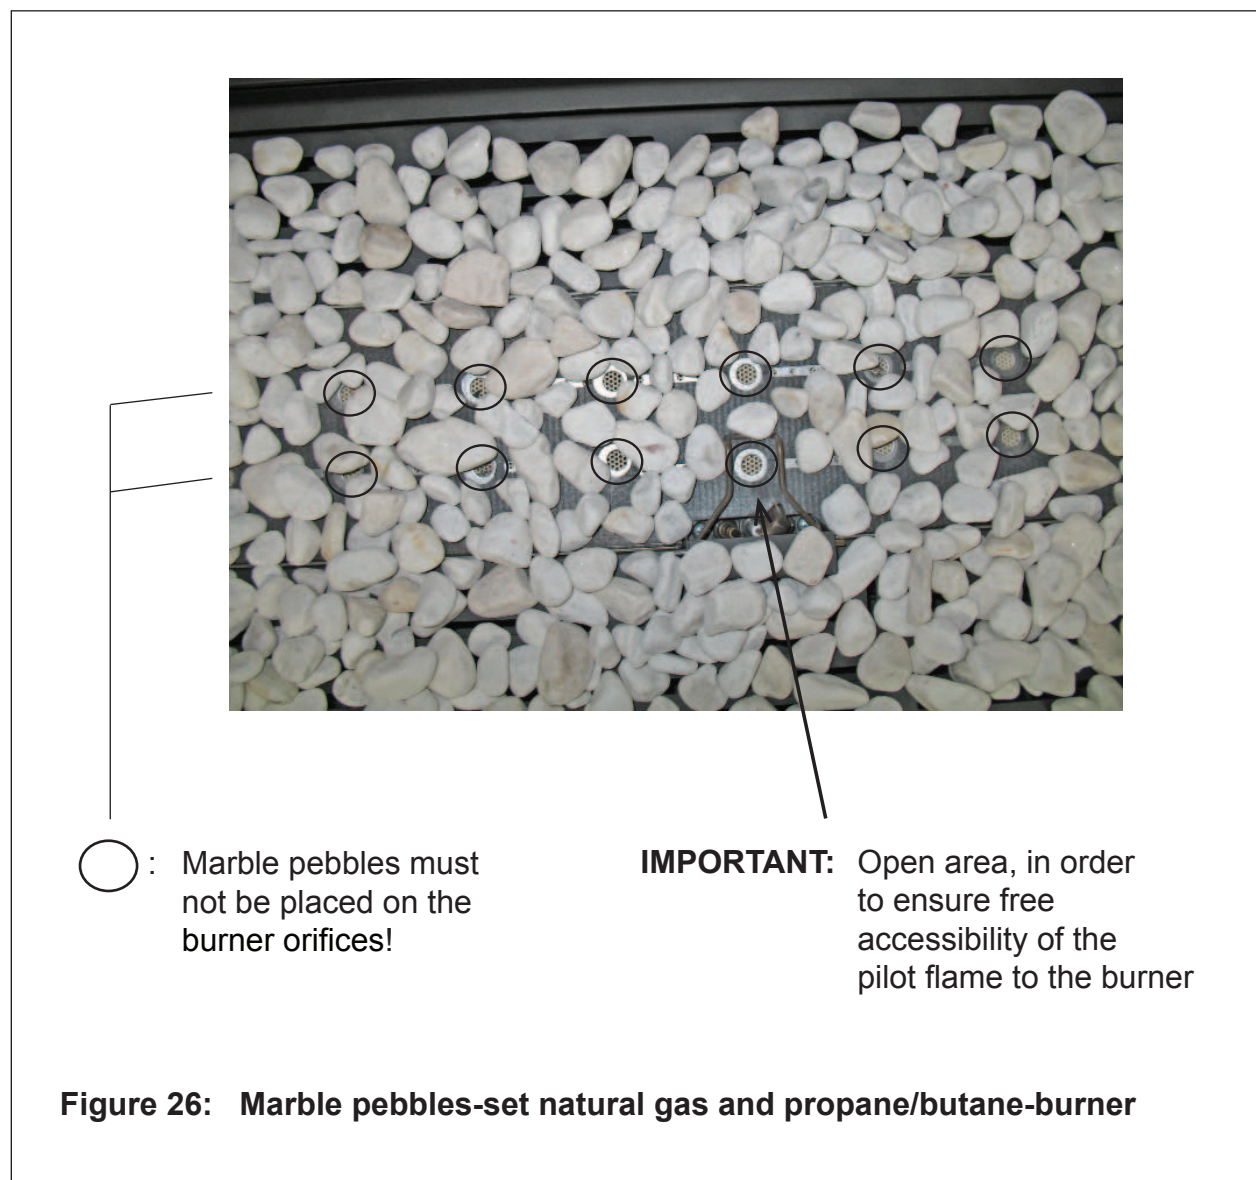 : Marble pebbles must
not be placed on the
burner orifices!
IMPORTANT: Open area, in order
to ensure free
accessibility of the
pilot flame to the burner
Figure 26: Marble pebbles-set natural gas and propane/butane-burner